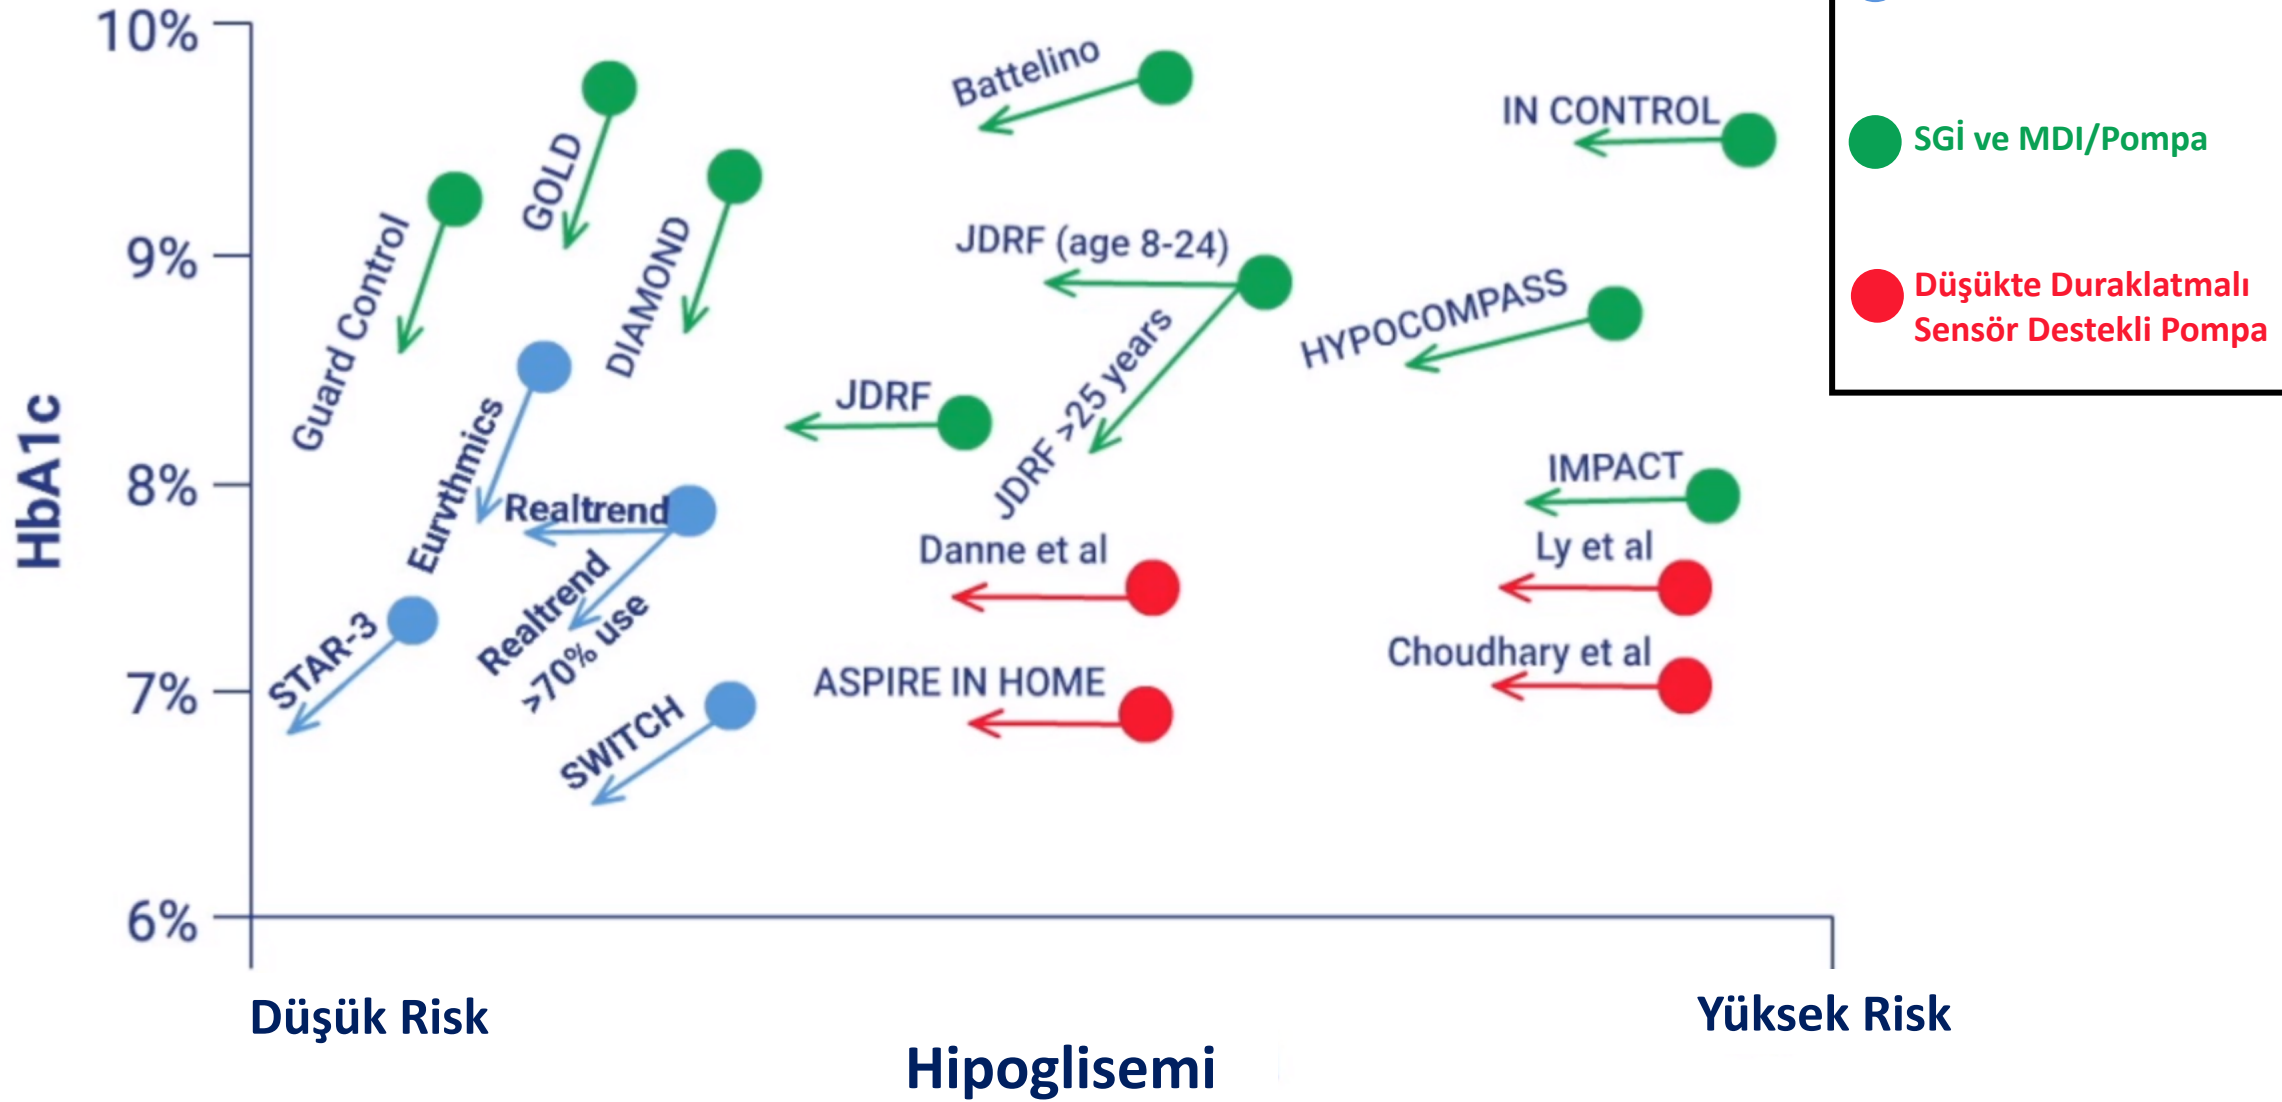 10%
9%
8%
7%
6%
HbA1c
Guard Control
GOLD
DIAMOND
Battelino
IN CONTROL
JDRF (age 8-24)
JDRF >25 years
HYPOCOMPASS
JDRF
Eurvthmics
Realtrend
Realtrend
>70% use
STAR-3
SWITCH
Danne et al
ASPIRE IN HOME
IMPACT
Ly et al
Choudhary et al
SGİ ve MDI/Pompa
Düşükte Duraklatmalı
Sensör Destekli Pompa
Düşük Risk
Yüksek Risk
Hipoglisemi